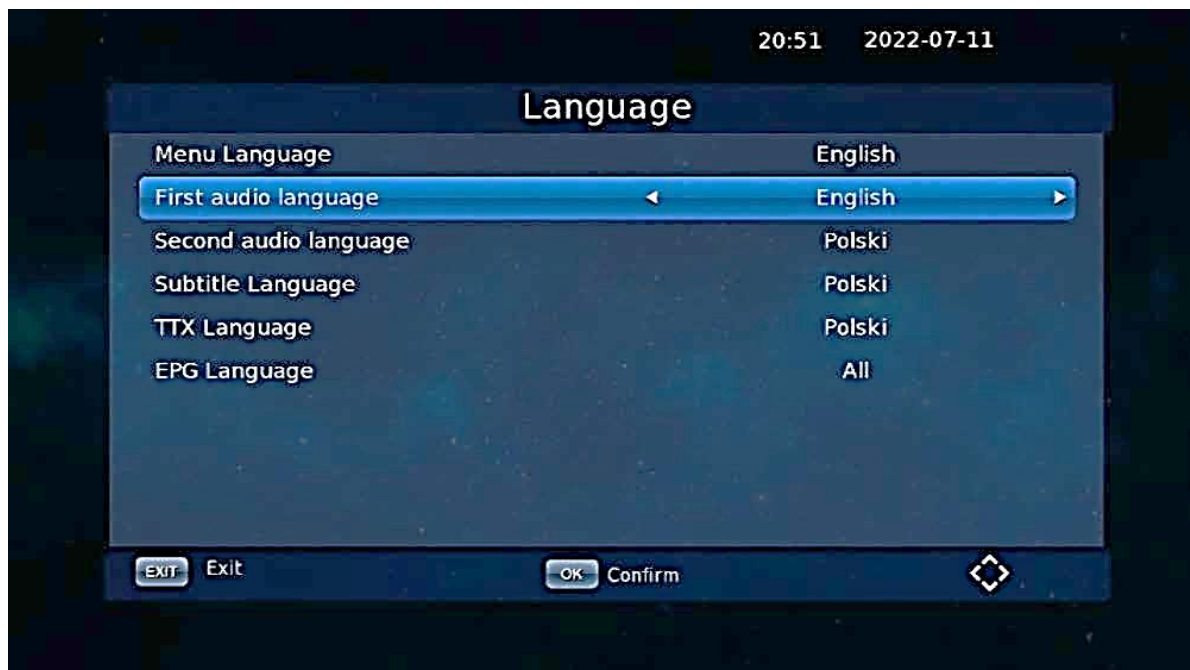 20:51 2022-07-11
Language
Menu Language English
First audio language English
Second audio language Polski
Subtitle Language Polski
TTX Language Polski
EPG Language All
EXIT Exit OK Confirm